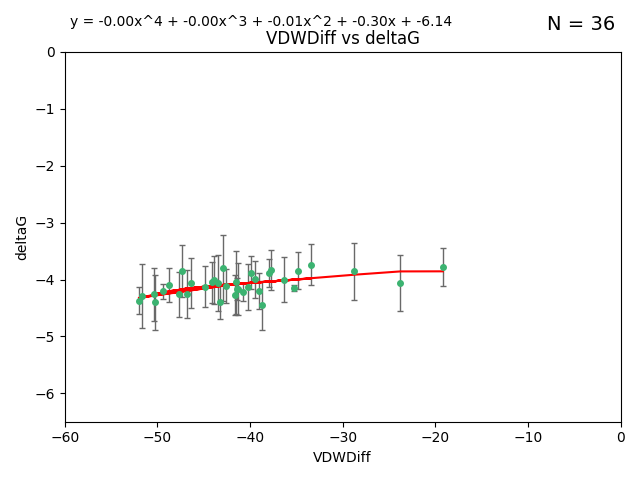 y = -0.00x^4 + -0.00x^3 + -0.01x^2 + -0.30x + -6.14
N = 36
VDWDiff vs deltaG
0
−1
−2
−3
−4
−5
−6
deltaG
−60 −50 −40 −30 −20 −10 0
VDWDiff